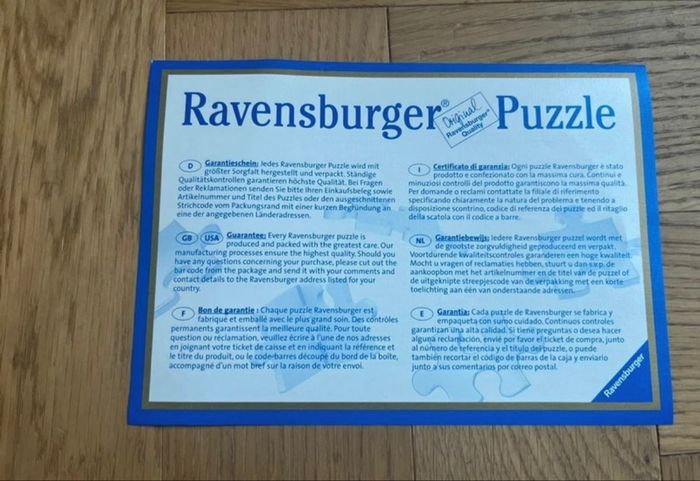 Ravensburger® Puzzle
Original
Ravensburger®
Quality
D Garantieschein: Jedes Ravensburger Puzzle wird mit
größter Sorgfalt hergestellt und verpackt. Ständige
Qualitätskontrollen garantieren höchste Qualität. Bei Fragen
oder Reklamationen senden Sie bitte Ihren Einkaufsbeleg sowie
Artikelnummer und Titel des Puzzles oder den ausgeschnittenen
Strichcode vom Packungsrand mit einer kurzen Begründung an
eine der angegebenen Länderadressen.
GB USA Guarantee: Every Ravensburger puzzle is
produced and packed with the greatest care. Our
manufacturing processes ensure the highest quality. Should you
have any questions concerning your purchase, please cut out the
bar code from the package and send it with your comments and
contact details to the Ravensburger address listed for your
country.
F Bon de garantie : Chaque puzzle Ravensburger est
fabriqué et emballé avec le plus grand soin. Des contrôles
permanents garantissent la meilleure qualité. Pour toute
question ou réclamation, veuillez écrire à l'une de nos adresses
en joignant votre ticket de caisse et en indiquant la référence et
le titre du produit, ou le code-barres découpé du bord de la boîte,
accompagné d'un mot bref sur la raison de votre envoi.
I Certificato di garanzia: Ogni puzzle Ravensburger è stato
prodotto e confezionato con la massima cura. Continui e
minuziosi controlli del prodotto garantiscono la massima qualità.
Per domande o reclami contattate la filiale di riferimento
specificando chiaramente la natura del problema e tenendo a
disposizione scontrino, codice di referenza del puzzle ed il ritaglio
della scatola con il codice a barre.
NL Garantiebewijs: Iedere Ravensburger puzzel wordt met
de grootste zorgvuldigheid geproduceerd en verpakt.
Voortdurende kwaliteitscontroles garanderen een hoge kwaliteit.
Mocht u vragen of reclamaties hebben, stuurt u dan s.v.p. de
aankoopbon met het artikelnummer en de titel van de puzzel of
de uitgeknipte streepjescode van de verpakking met een korte
toelichting aan één van onderstaande adressen.
E Garantía: Cada puzzle de Ravensburger se fabrica y
empaqueta con sumo cuidado. Continuos controles
garantizan una alta calidad. Si tiene preguntas o desea hacer
alguna reclamación, envíe por favor el ticket de compra, junto
al número de referencia y el título del puzzle, o puede
también recortar el código de barras de la caja y enviarlo
junto a sus comentarios por correo postal.
Ravensburger